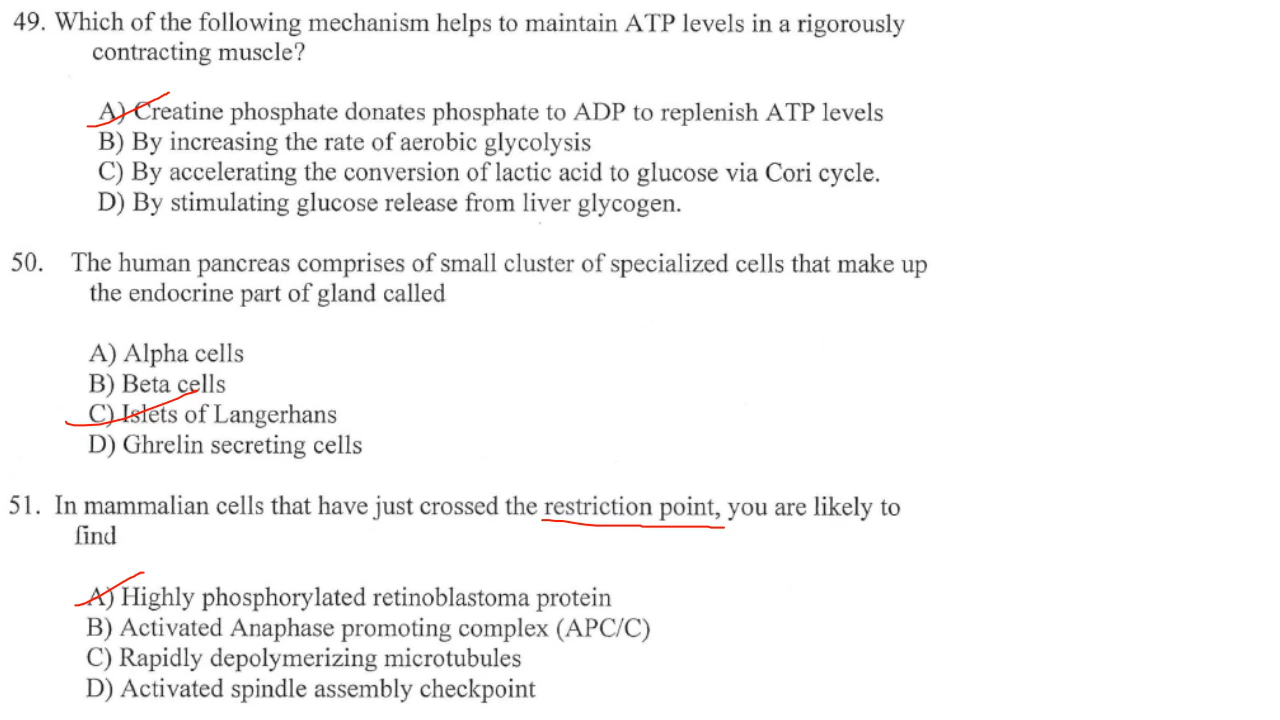 49. Which of the following mechanism helps to maintain ATP levels in a rigorously
contracting muscle?
A) Creatine phosphate donates phosphate to ADP to replenish ATP levels
B) By increasing the rate of aerobic glycolysis
C) By accelerating the conversion of lactic acid to glucose via Cori cycle.
D) By stimulating glucose release from liver glycogen.
50. The human pancreas comprises of small cluster of specialized cells that make up
the endocrine part of gland called
A) Alpha cells
B) Beta cells
C) Islets of Langerhans
D) Ghrelin secreting cells
51. In mammalian cells that have just crossed the restriction point, you are likely to
find
A) Highly phosphorylated retinoblastoma protein
B) Activated Anaphase promoting complex (APC/C)
C) Rapidly depolymerizing microtubules
D) Activated spindle assembly checkpoint